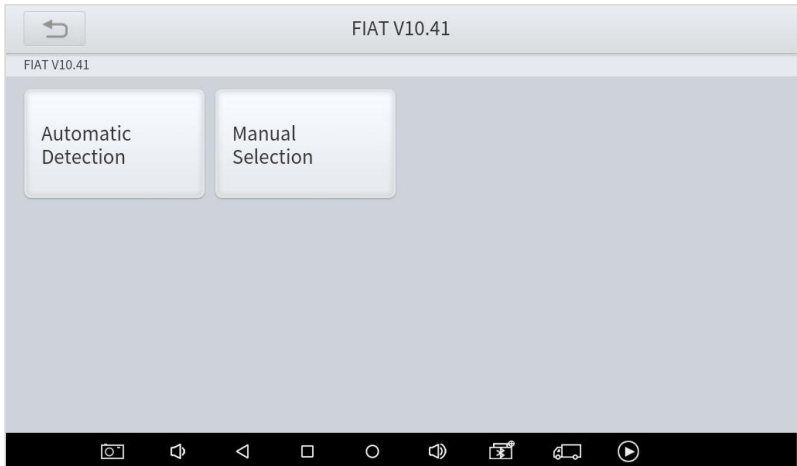 FIAT V10.41
FIAT V10.41
Automatic
Detection
Manual
Selection